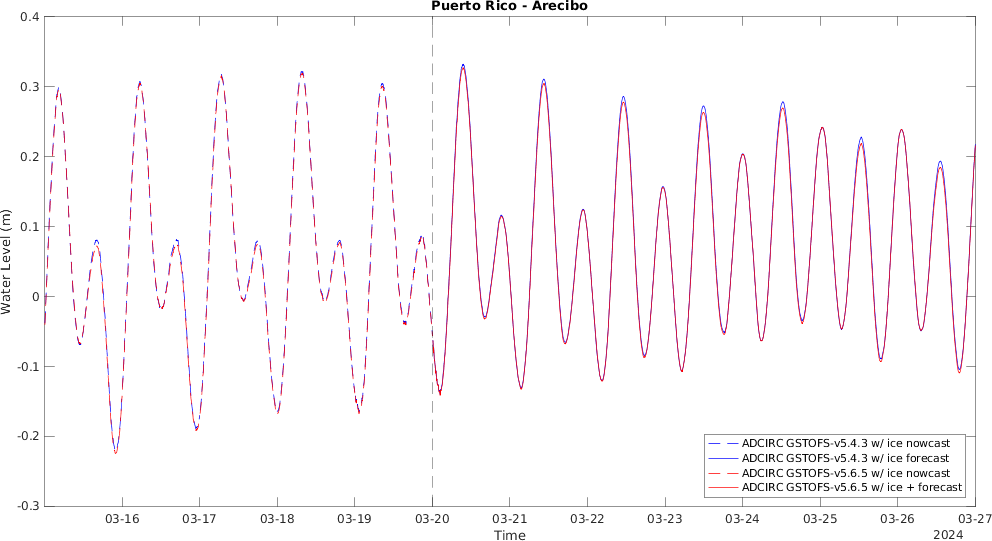 Puerto Rico - Arecibo
0.4
0.3
0.2
0.1
0
-0.1
-0.2
-0.3
Water Level (m)
ADCIRC GSTOFS-v5.4.3 w/ ice nowcast
ADCIRC GSTOFS-v5.4.3 w/ ice forecast
ADCIRC GSTOFS-v5.6.5 w/ ice nowcast
ADCIRC GSTOFS-v5.6.5 w/ ice + forecast
03-16 03-17 03-18 03-19 03-20 03-21 03-22 03-23 03-24 03-25 03-26 03-27
Time
2024